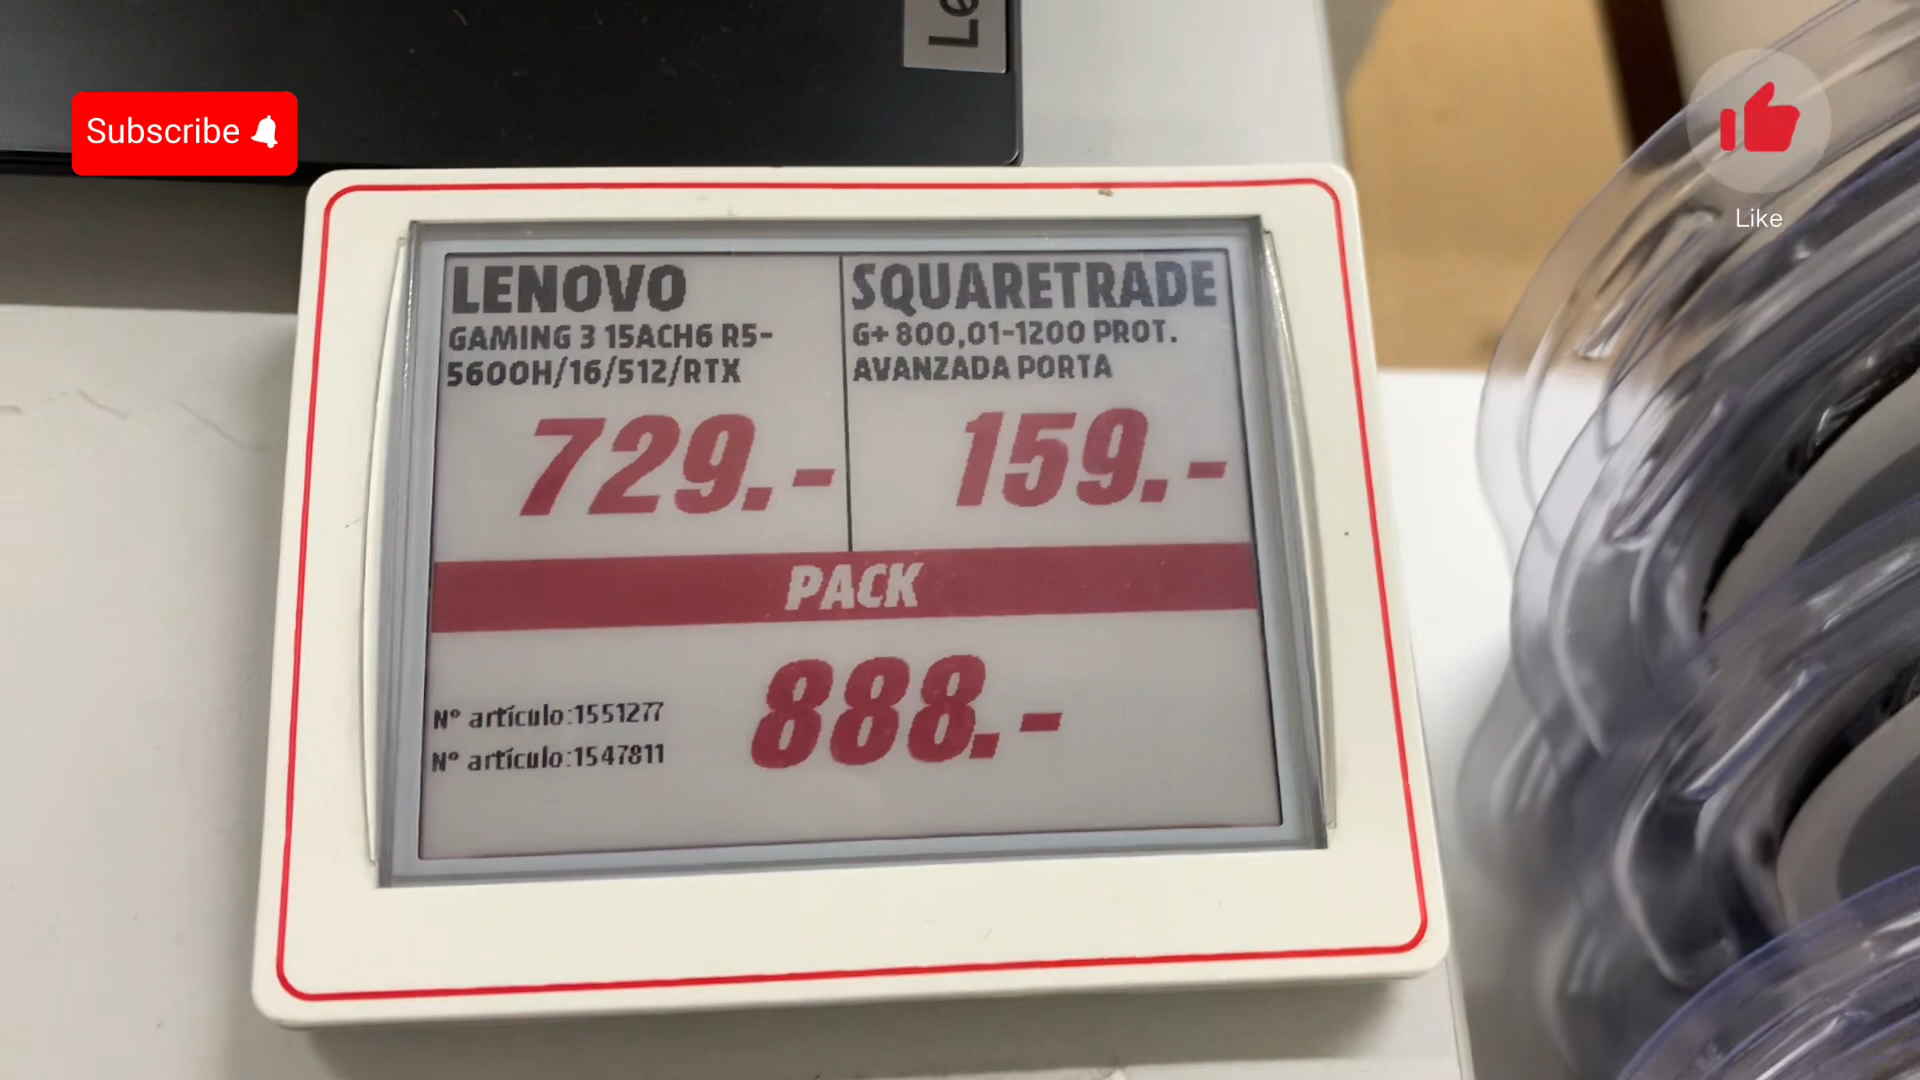 Le
Subscribe
Like
LENOVO
GAMING 3 15ACH6 R5-
5600H/16/512/RTX
729.-
SQUARETRADE
G+ 800,01-1200 PROT.
AVANZADA PORTA
159.-
PACK
888.-
Nº artículo:1551277
Nº artículo:1547811